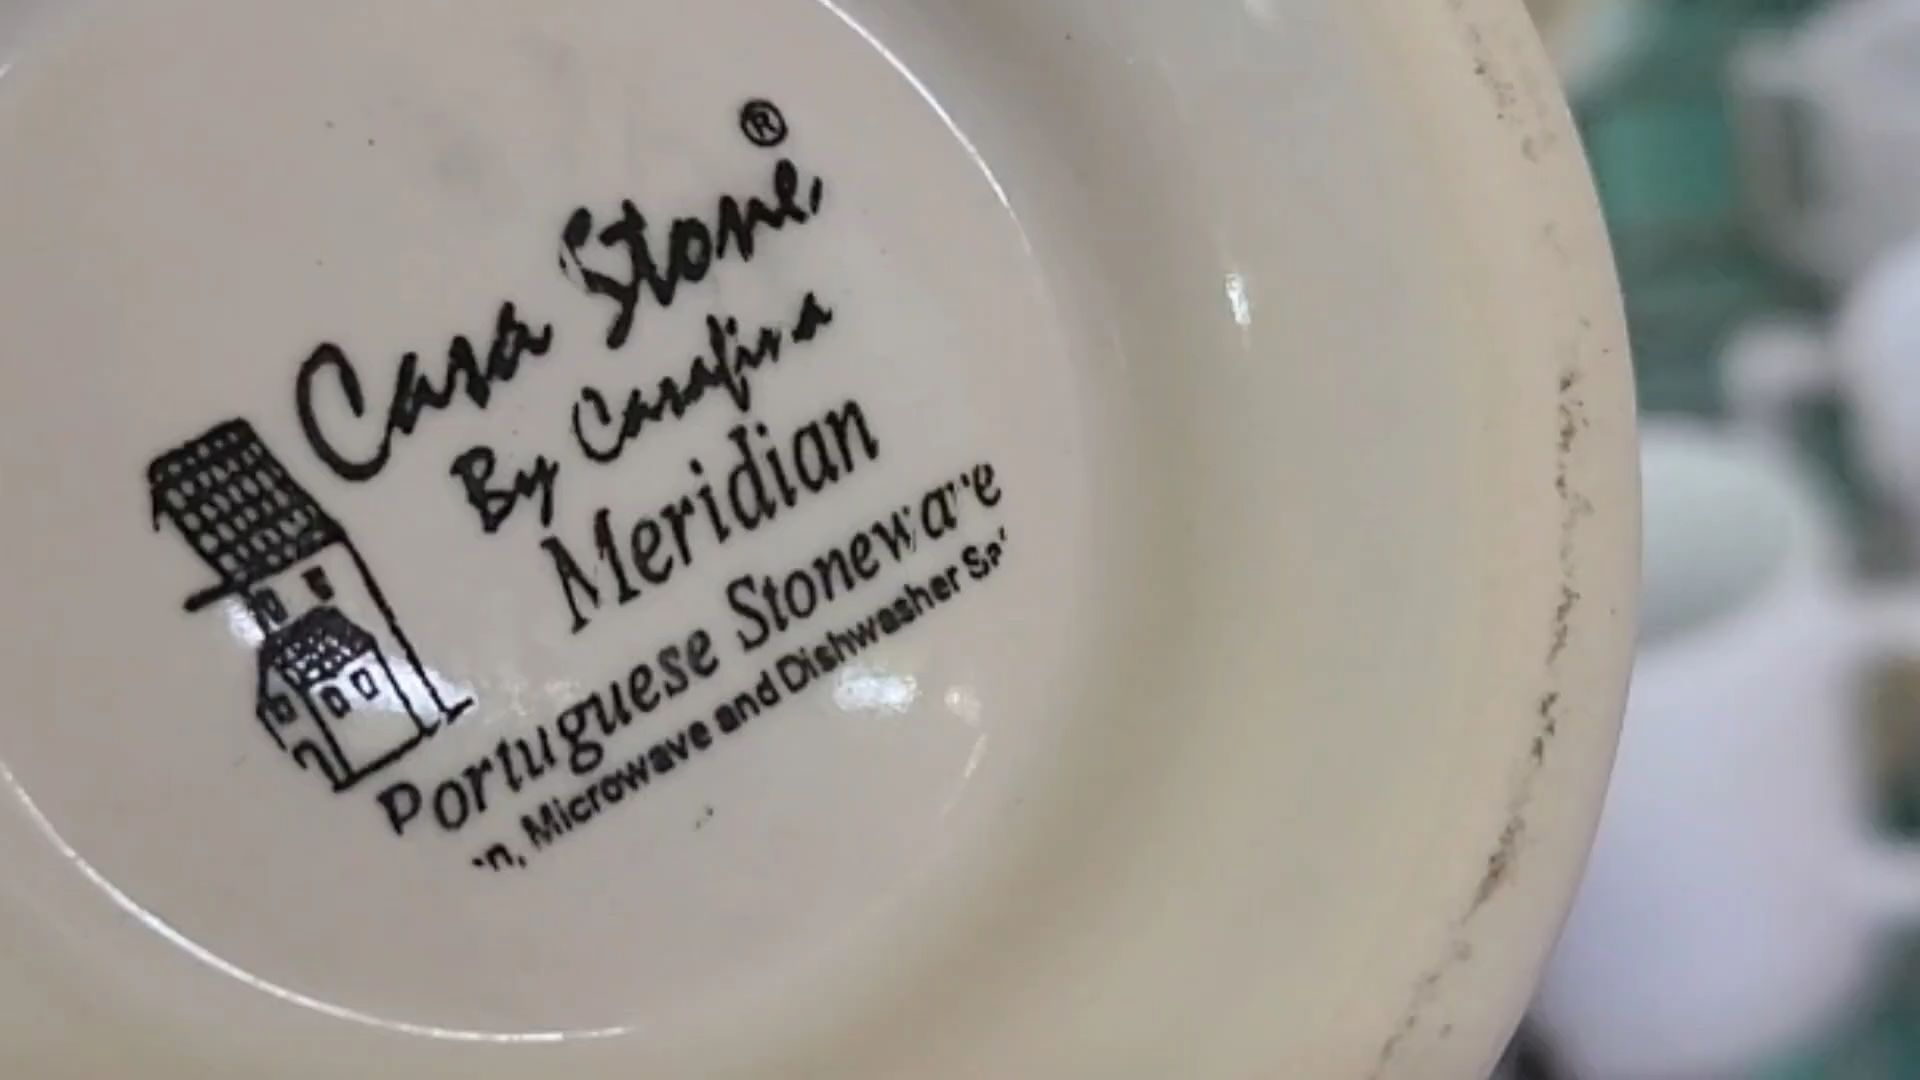 Casa Stone ®
By Casafina
Meridian
Portuguese Stoneware
Microwave and Dishwasher